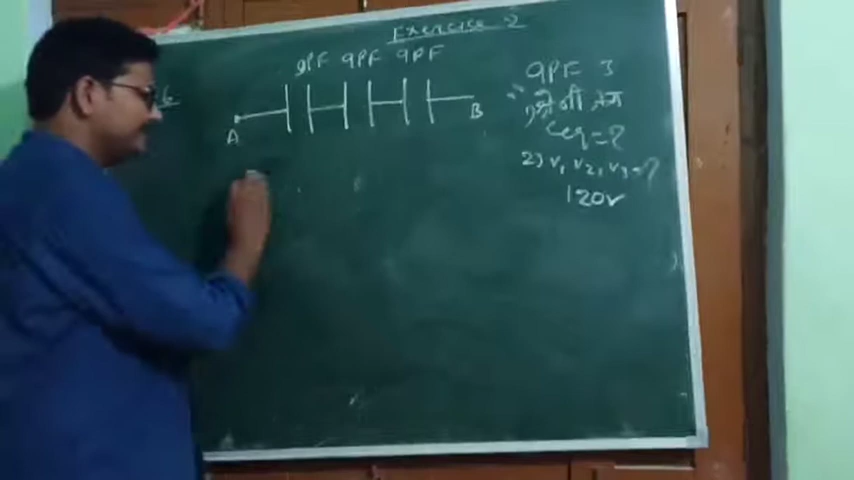 Exercise - 2
9PF 9PF 9PF
A B
9PF 3
Ceq = ?
2) V1, V2, V3 = ?
120V